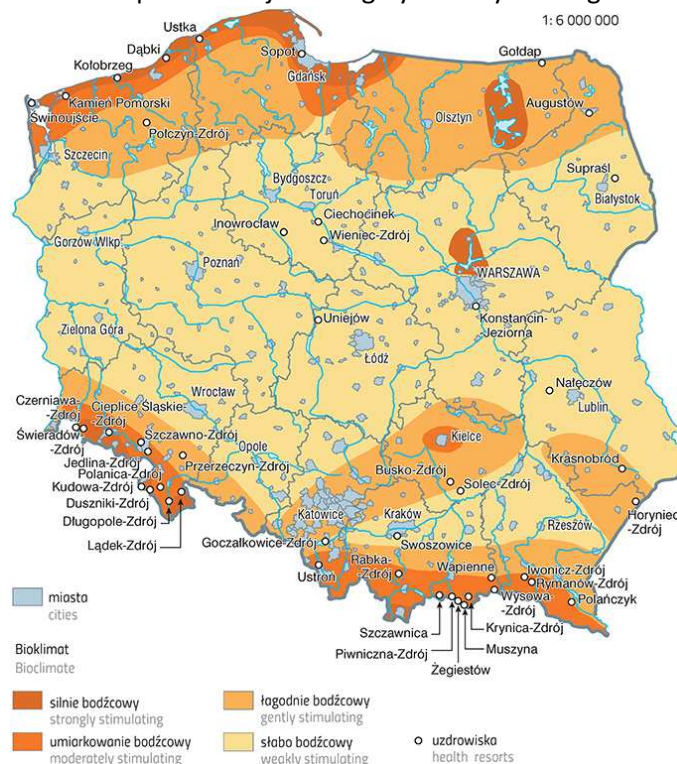 1: 6 000 000
Ustka
Dąbki
Sopot
Gołdap
Kołobrzeg
Gdańsk
Kamień Pomorski
Augustów
Świnoujście
Olsztyn
Połczyn-Zdrój
Szczecin
Supraśl
Bydgoszcz
Białystok
Toruń
Ciechocinek
Inowrocław
Wieniec-Zdrój
Gorzów Wlkp.
Poznań
WARSZAWA
Konstancin-
Jeziorna
Uniejów
Zielona Góra
Łódź
Nałęczów
Lublin
Wrocław
Czerniawa-
-Zdrój
Cieplice Śląskie-
-Zdrój
Świeradów-
-Zdrój
Szczawno-Zdrój
Opole
Kielce
Jedlina-Zdrój
Przerzeczyn-Zdrój
Krasnobród
Polanica-Zdrój
Busko-Zdrój
Kudowa-Zdrój
Solec-Zdrój
Duszniki-Zdrój
Katowice
Kraków
Horyniec
-Zdrój
Długopole-Zdrój
Rzeszów
Lądek-Zdrój
Goczałkowice-Zdrój
Swoszowice
Rabka-
-Zdrój
Wapienne
Iwonicz-Zdrój
Rymanów-Zdrój
Ustroń
Wysowa-
-Zdrój
Polańczyk
Szczawnica
Krynica-Zdrój
Piwniczna-Zdrój
Muszyna
Żegiestów
miasta
cities
Bioklimat
Bioclimate
silnie bodźcowy
strongly stimulating
umiarkowanie bodźcowy
moderately stimulating
łagodnie bodźcowy
gently stimulating
słabo bodźcowy
weakly stimulating
uzdrowiska
health resorts